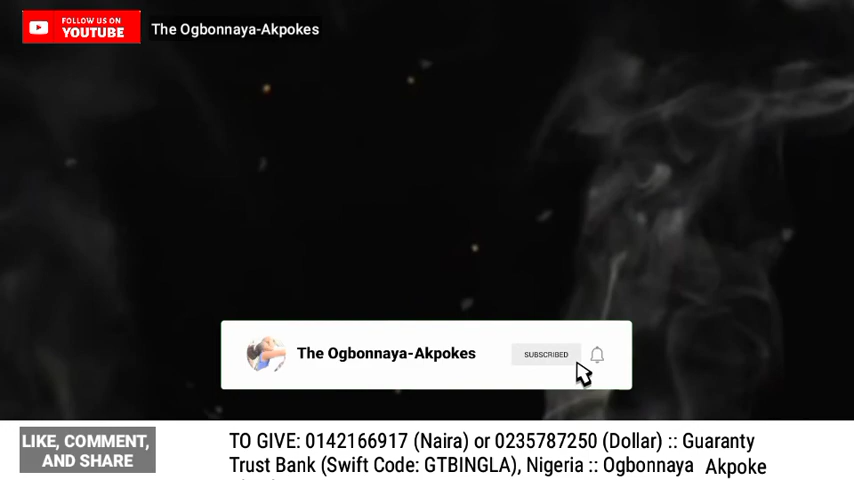 FOLLOW US ON
YOUTUBE
The Ogbonnaya-Akpokes
The Ogbonnaya-Akpokes
SUBSCRIBED
LIKE, COMMENT,
AND SHARE
TO GIVE: 0142166917 (Naira) or 0235787250 (Dollar) :: Guaranty
Trust Bank (Swift Code: GTBINGLA), Nigeria :: Ogbonnaya Akpoke